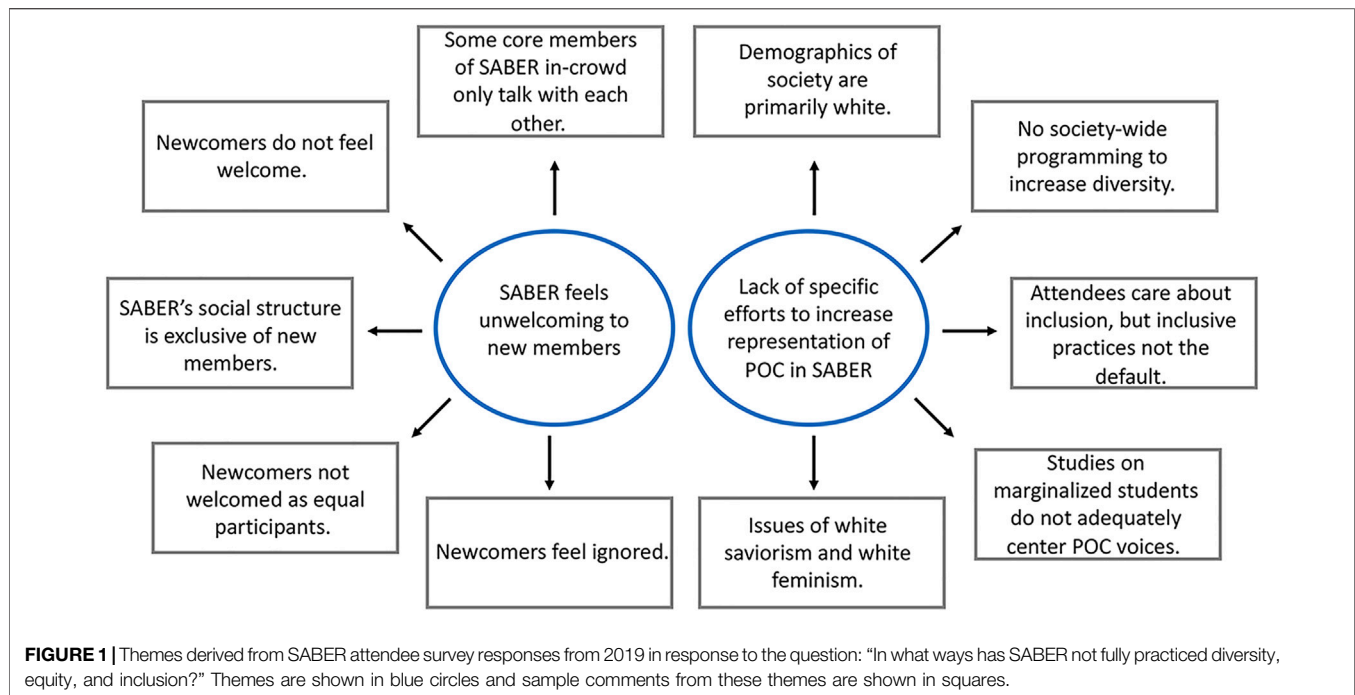 Some core members
of SABER in-crowd
only talk with each
other.
Demographics of
society are
primarily white.
Newcomers do not feel
welcome.
No society-wide
programming to
increase diversity.
SABER’s social structure
is exclusive of new
members.
SABER feels
unwelcoming to
new members
Lack of specific
efforts to increase
representation of
POC in SABER
Attendees care about
inclusion, but inclusive
practices not the
default.
Newcomers not
welcomed as equal
participants.
Newcomers feel ignored.
Issues of white
saviorism and white
feminism.
Studies on
marginalized students
do not adequately
center POC voices.
FIGURE 1 | Themes derived from SABER attendee survey responses from 2019 in response to the question: “In what ways has SABER not fully practiced diversity,
equity, and inclusion?” Themes are shown in blue circles and sample comments from these themes are shown in squares.